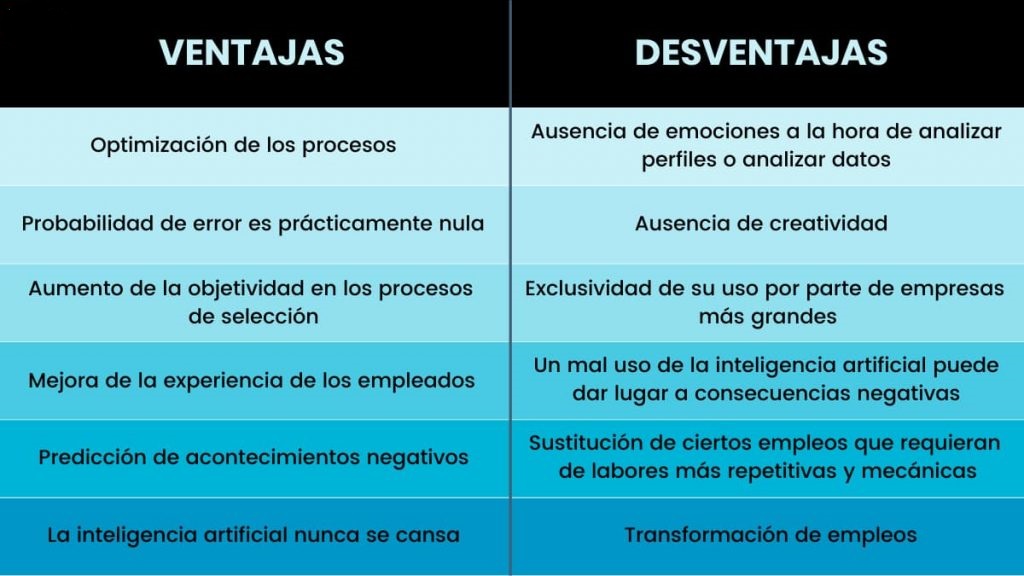 VENTAJAS
DESVENTAJAS
Optimización de los procesos
Ausencia de emociones a la hora de analizar
perfiles o analizar datos
Probabilidad de error es prácticamente nula
Ausencia de creatividad
Aumento de la objetividad en los procesos
de selección
Exclusividad de su uso por parte de empresas
más grandes
Mejora de la experiencia de los empleados
Un mal uso de la inteligencia artificial puede
dar lugar a consecuencias negativas
Predicción de acontecimientos negativos
Sustitución de ciertos empleos que requieran
de labores más repetitivas y mecánicas
La inteligencia artificial nunca se cansa
Transformación de empleos